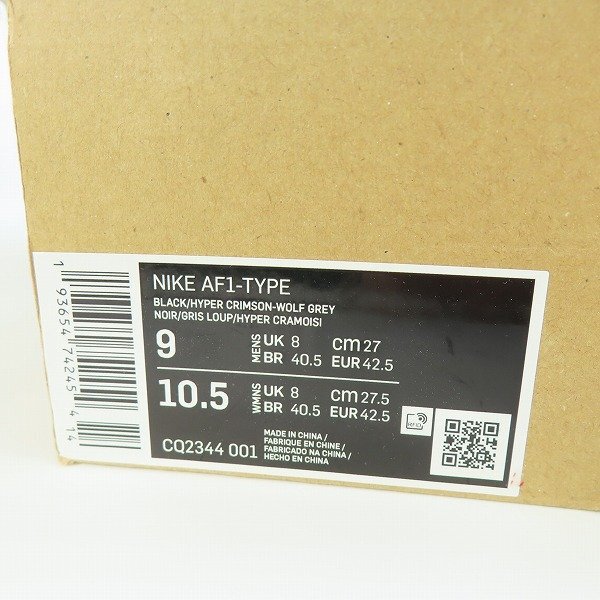 NIKE AF1-TYPE
BLACK/HYPER CRIMSON-WOLF GREY
NOIR/GRIS LOUP/HYPER CRAMOISI
9 MENS UK 8 cm 27
BR 40.5 EUR 42.5
10.5 WMNS UK 8 cm 27.5
BR 40.5 EUR 42.5
CQ2344 001
MADE IN CHINA /
FABRIQUE EN CHINE /
FABRICADO NA CHINA /
HECHO EN CHINA
1 93654 74245 4 14